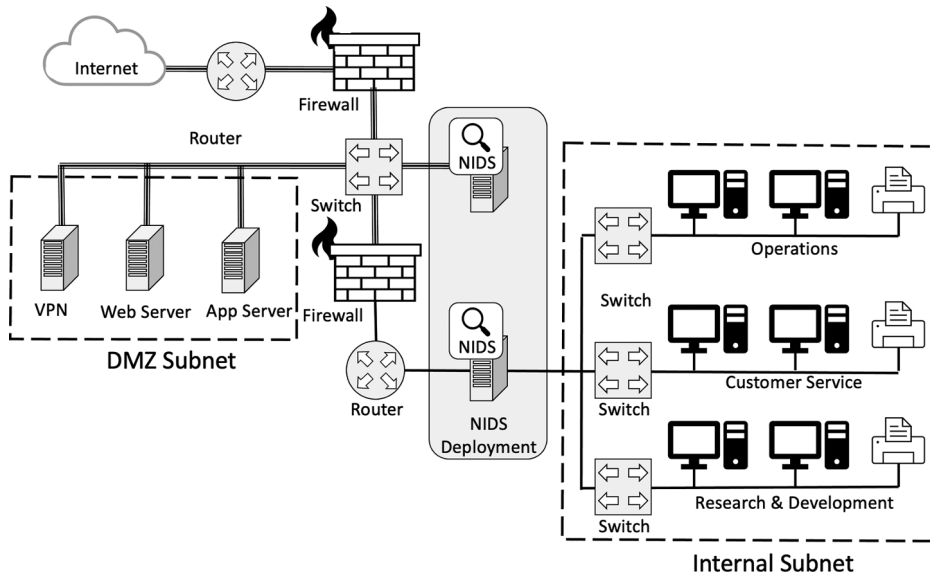 Internet
Firewall
Router
NIDS
Switch
Operations
VPN
Web Server
App Server
Firewall
Switch
DMZ Subnet
NIDS
Switch
Customer Service
Router
NIDS
Deployment
Switch
Research & Development
Internal Subnet